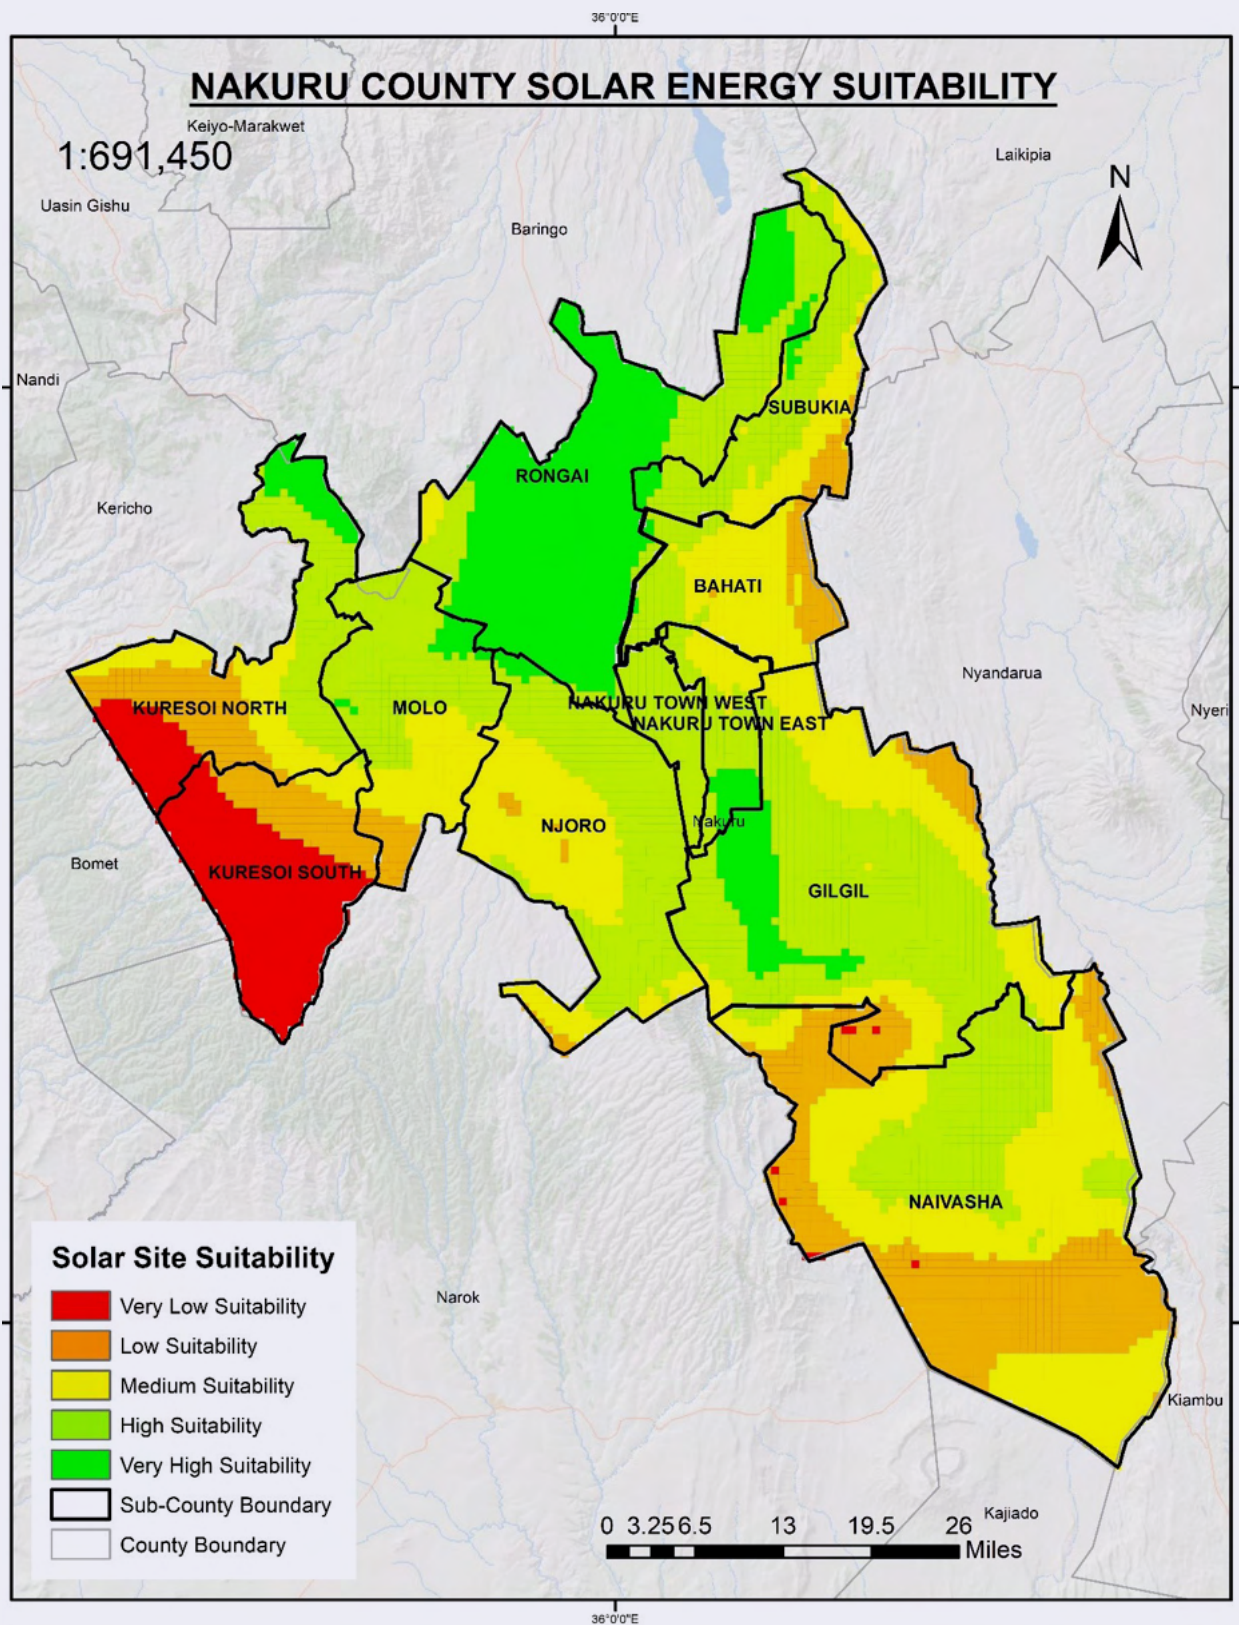 36°0'0"E
NAKURU COUNTY SOLAR ENERGY SUITABILITY
Keiyo-Marakwet
1:691,450
Laikipia
N
Uasin Gishu
Baringo
Nandi
SUBUKIA
RONGAI
Kericho
BAHATI
Nyandarua
KURESOI NORTH
MOLO
NAKURU TOWN WEST
NAKURU TOWN EAST
Nyeri
Nakuru
NJORO
Bomet
KURESOI SOUTH
GILGIL
NAIVASHA
Solar Site Suitability
Very Low Suitability
Low Suitability
Medium Suitability
High Suitability
Very High Suitability
Sub-County Boundary
County Boundary
Narok
Kiambu
Kajiado
0 3.25 6.5 13 19.5 26
Miles
36°0'0"E